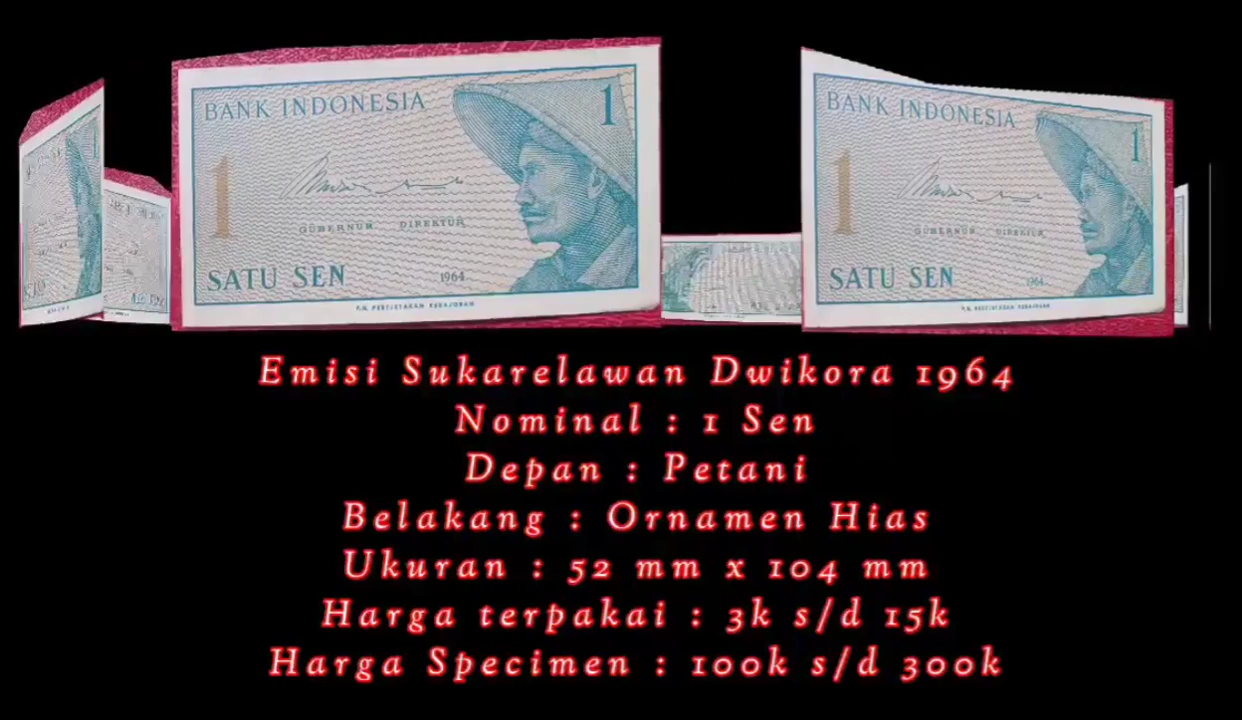 BANK INDONESIA
1
1
GUBERNUR DIREKTUR
SATU SEN
1964
BANK INDONESIA
1
1
GUBERNUR DIREKTUR
SATU SEN
1964
Emisi Sukarelawan Dwikora 1964
Nominal : 1 Sen
Depan : Petani
Belakang : Ornamen Hias
Ukuran : 52 mm x 104 mm
Harga terpakai : 3k s/d 15k
Harga Specimen : 100k s/d 300k